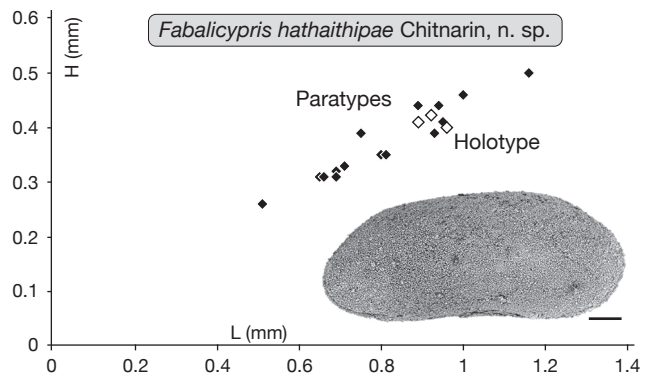 Fabalicypris hathaithipae Chitnarin, n. sp.
H (mm)
0.6
0.5
0.4
0.3
0.2
0.1
0
Paratypes
Holotype
L (mm)
0 0.2 0.4 0.6 0.8 1 1.2 1.4